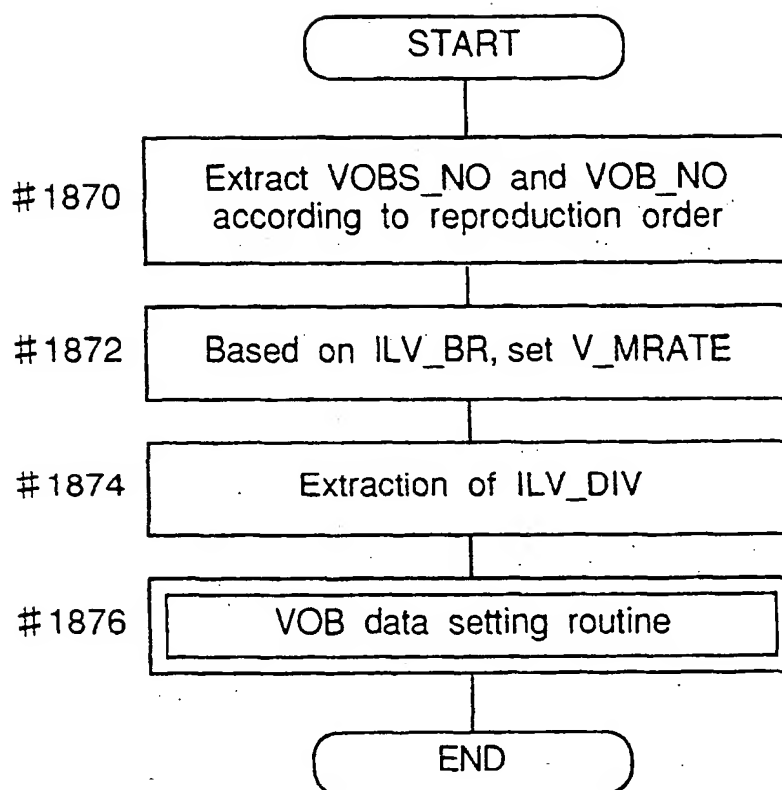 START
#1870
Extract VOBS_NO and VOB_NO
according to reproduction order
#1872
Based on ILV_BR, set V_MRATE
#1874
Extraction of ILV_DIV
#1876
VOB data setting routine
END